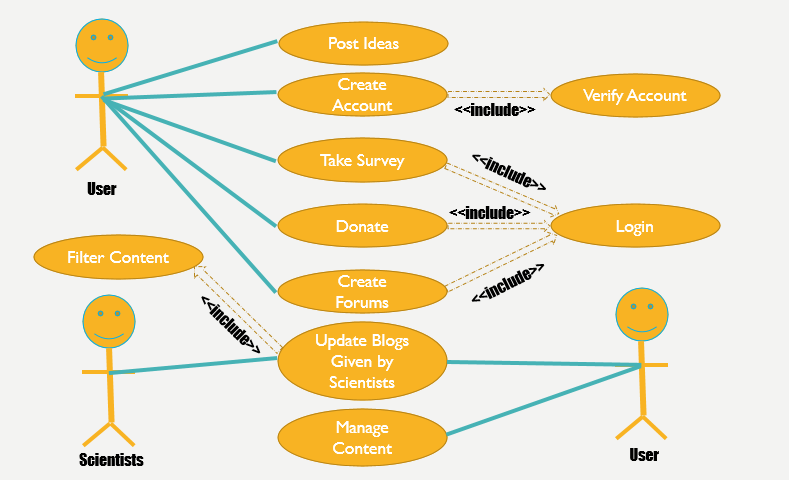 Post Ideas
Create
Account
<<include>>
Verify Account
Take Survey
<<include>>
User
Donate
<<include>>
Login
Filter Content
Create
Forums
<<include>>
<<include>>
Update Blogs
Given by
Scientists
Manage
Content
Scientists
User